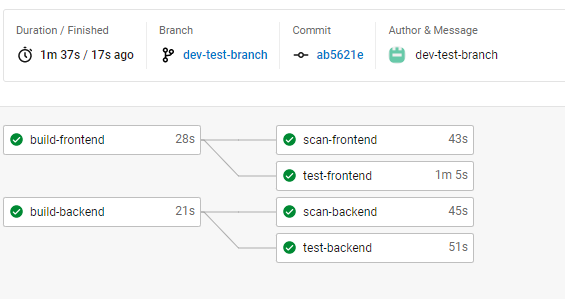 Duration / Finished
1m 37s / 17s ago
Branch
dev-test-branch
Commit
ab5621e
Author & Message
dev-test-branch
build-frontend 28s
scan-frontend 43s
test-frontend 1m 5s
build-backend 21s
scan-backend 45s
test-backend 51s